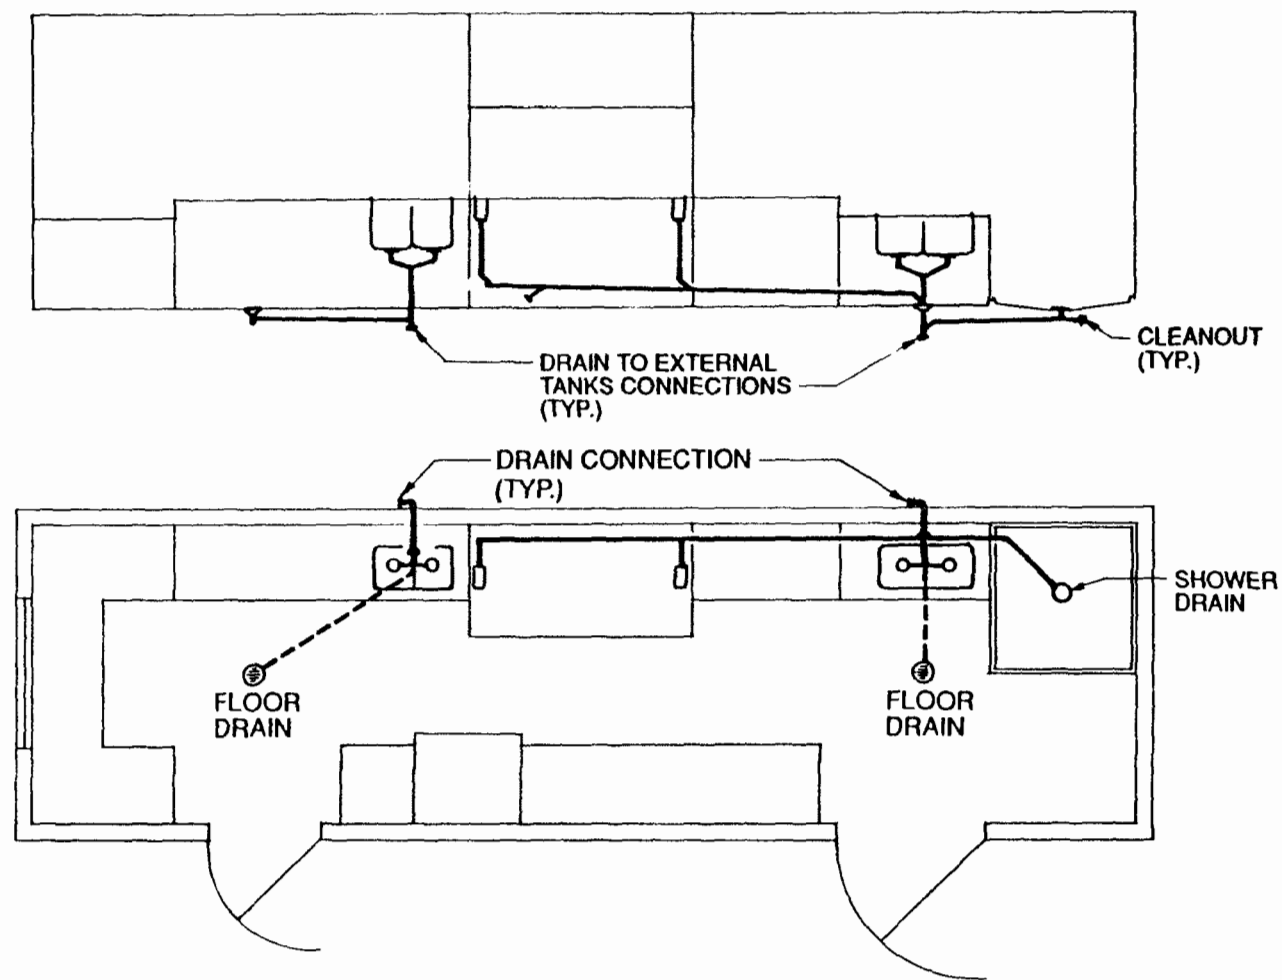 CLEANOUT
(TYP.)
DRAIN TO EXTERNAL
TANKS CONNECTIONS
(TYP.)
DRAIN CONNECTION
(TYP.)
SHOWER
DRAIN
FLOOR
DRAIN
FLOOR
DRAIN